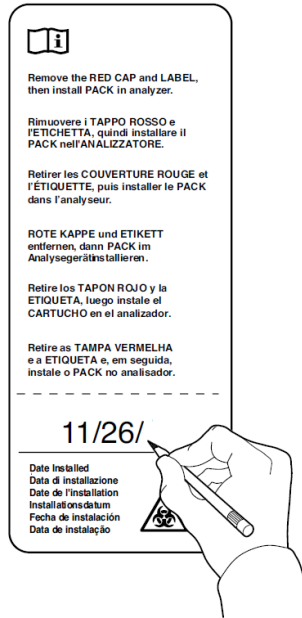 i
Remove the RED CAP and LABEL,
then install PACK in analyzer.
Rimuovere i TAPPO ROSSO e
l'ETICHETTA, quindi installare il
PACK nell'ANALIZZATORE.
Retirer les COUVERTURE ROUGE et
l'ÉTIQUETTE, puis installer le PACK
dans l'analyseur.
ROTE KAPPE und ETIKETT
entfernen, dann PACK im
Analysegerätinstallieren.
Retire los TAPON ROJO y la
ETIQUETA, luego instale el
CARTUCHO en el analizador.
Retire as TAMPA VERMELHA
e a ETIQUETA e, em seguida,
instale o PACK no analisador.
11/26/
Date Installed
Data di installazione
Date de l'installation
Installationsdatum
Fecha de instalación
Data de instalação